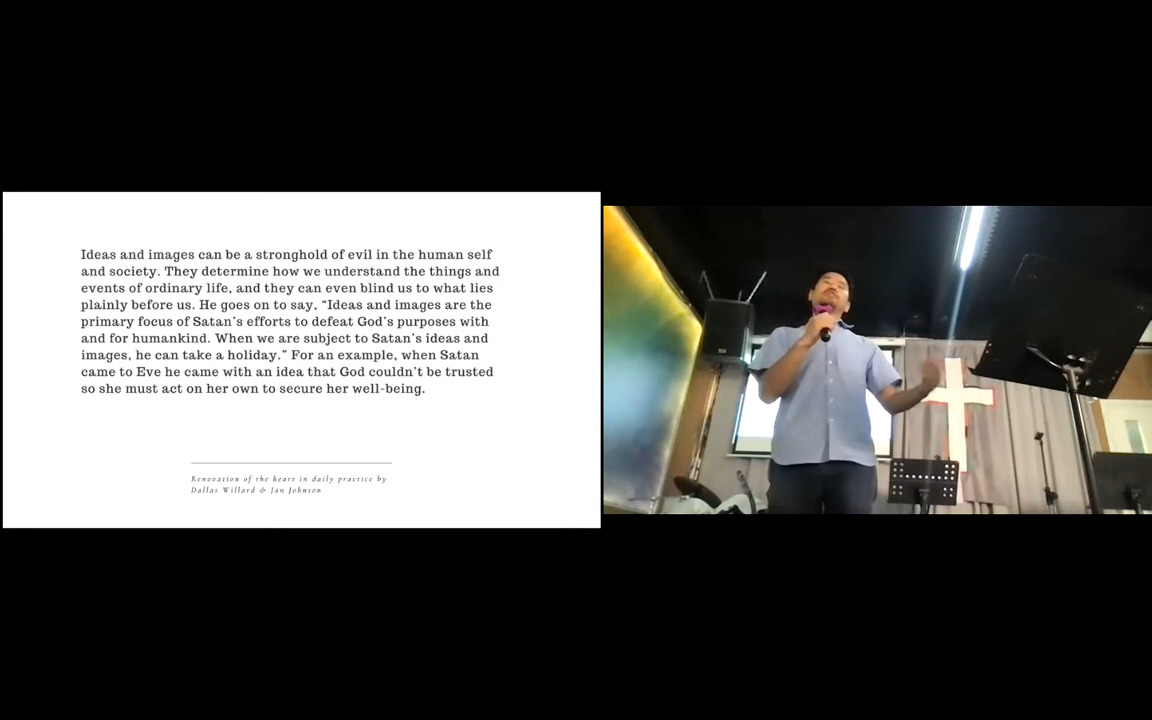 Ideas and images can be a stronghold of evil in the human self
and society. They determine how we understand the things and
events of ordinary life, and they can even blind us to what lies
plainly before us. He goes on to say, “Ideas and images are the
primary focus of Satan’s efforts to defeat God’s purposes with
and for humankind. When we are subject to Satan’s ideas and
images, he can take a holiday.” For an example, when Satan
came to Eve he came with an idea that God couldn’t be trusted
so she must act on her own to secure her well-being.
Renovation of the heart in daily practice by
Dallas Willard & Jan Johnson